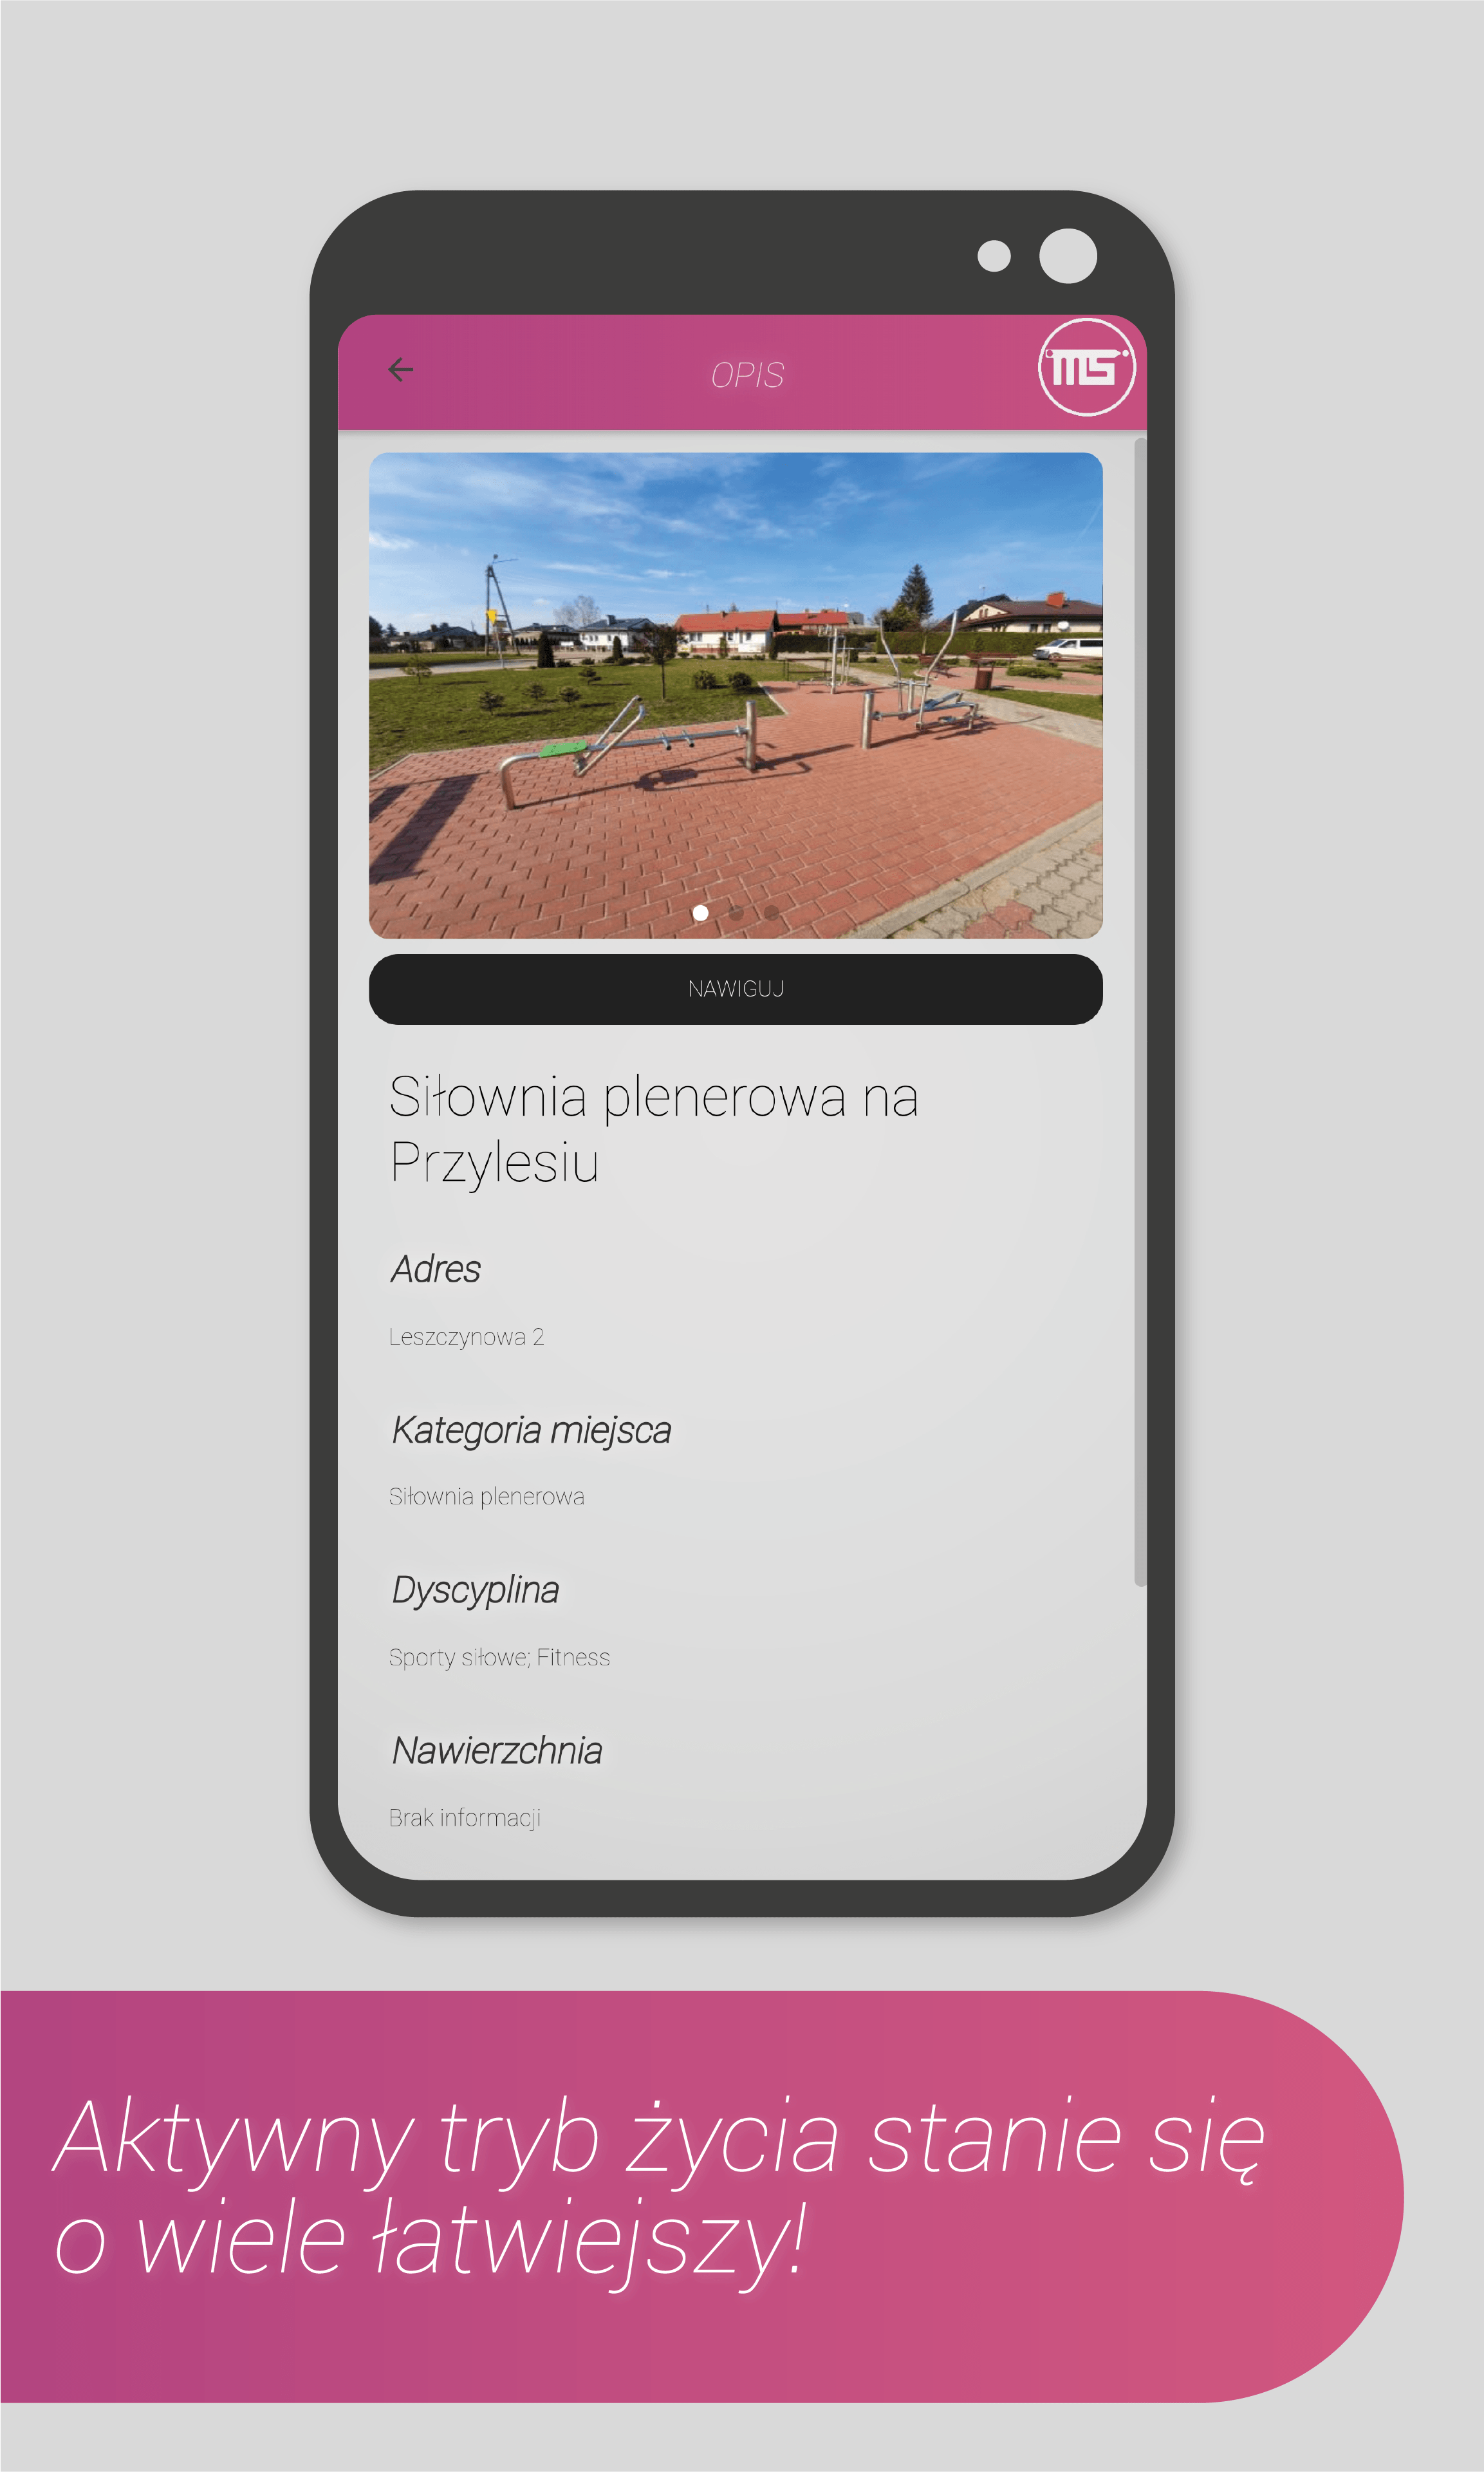 OPIS
MS
NAWIGUJ
Siłownia plenerowa na
Przylesiu
Adres
Leszczynowa 2
Kategoria miejsca
Siłownia plenerowa
Dyscyplina
Sporty siłowe; Fitness
Nawierzchnia
Brak informacji
Aktywny tryb życia stanie się
o wiele łatwiejszy!